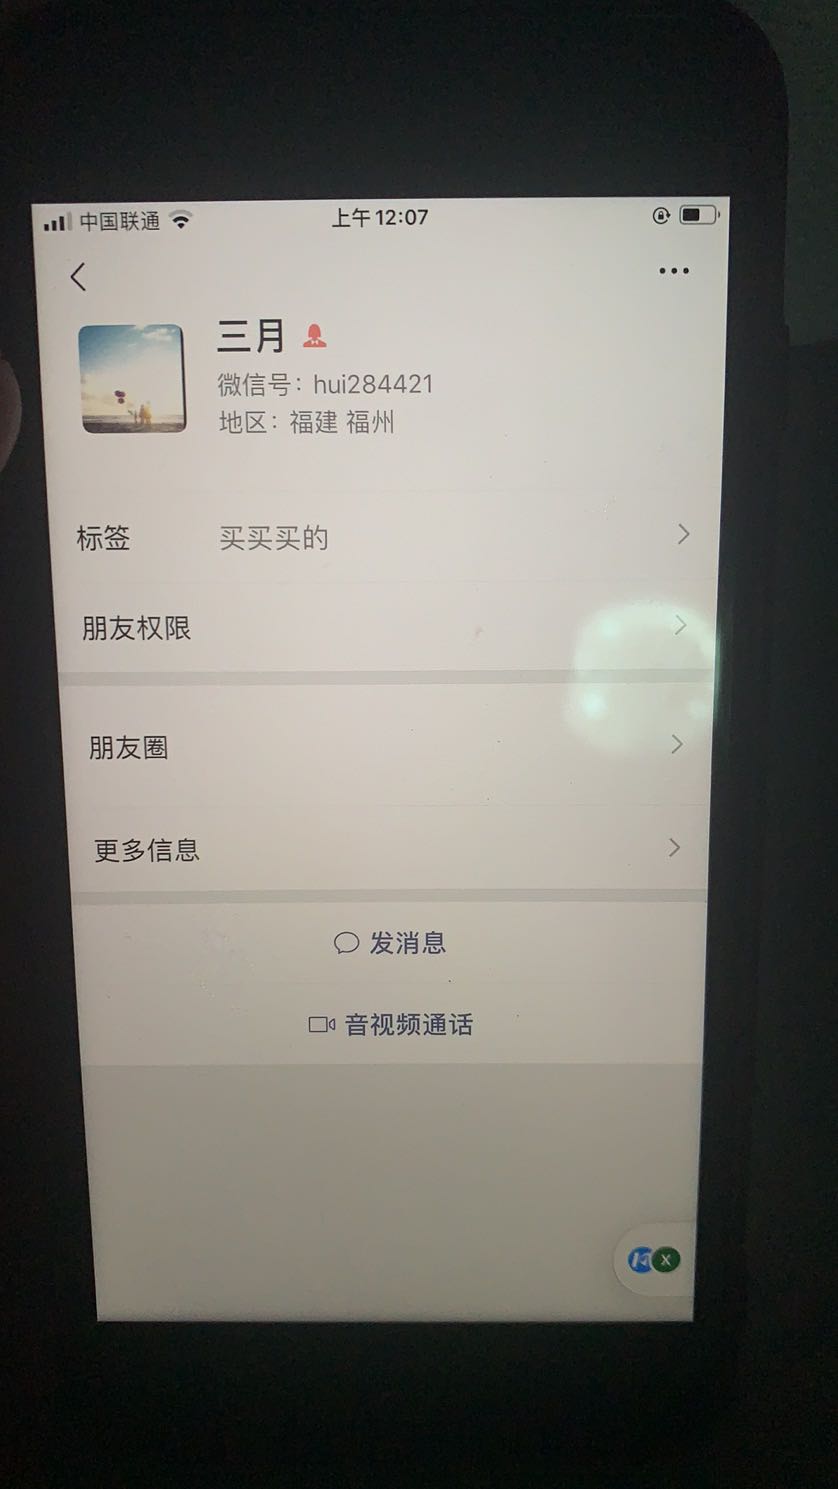 中国联通
上午12:07
三月
微信号：hui284421
地区：福建 福州
标签 买买买的
朋友权限
朋友圈
更多信息
发消息
音视频通话
X